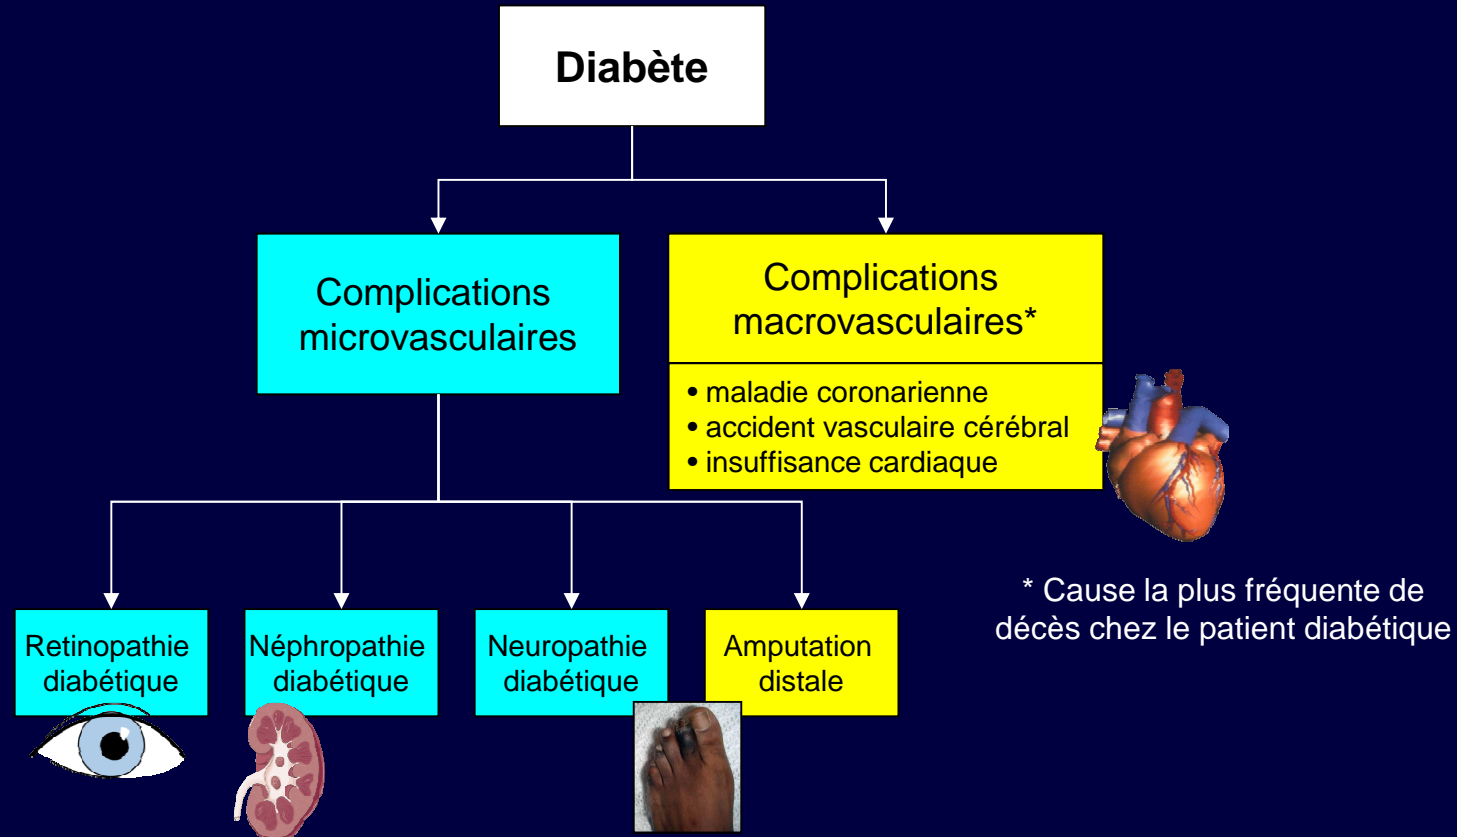 Diabète
Complications
microvasculaires
Complications
macrovasculaires*
• maladie coronarienne
• accident vasculaire cérébral
• insuffisance cardiaque
Retinopathie
diabétique
Néphropathie
diabétique
Neuropathie
diabétique
Amputation
distale
* Cause la plus fréquente de
décès chez le patient diabétique